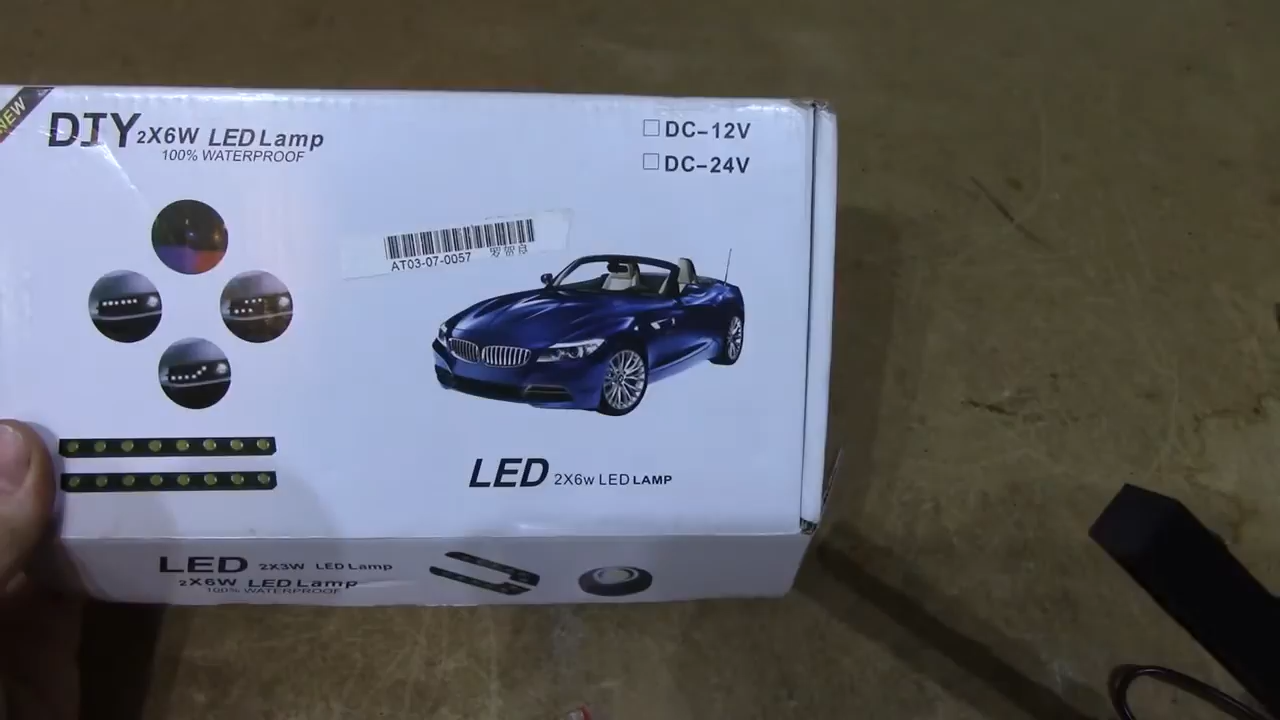 NEW
DIY 2X6W LED Lamp
100% WATERPROOF
DC-12V
DC-24V
AT03-07-0057
LED 2X6w LED LAMP
LED 2X3W LED Lamp
2X6W LED Lamp
100% WATERPROOF